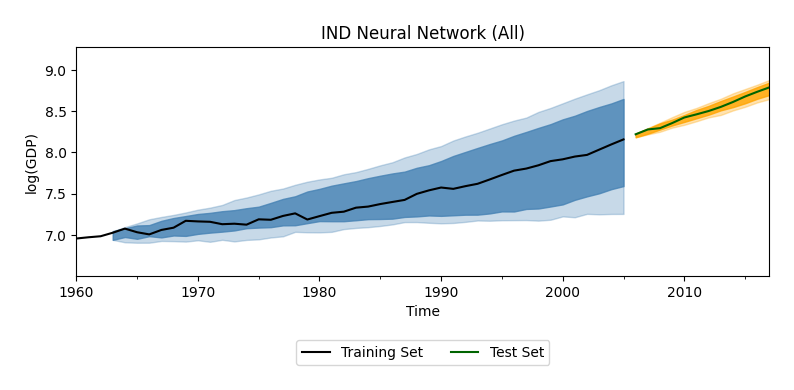 IND Neural Network (All)
log(GDP)
9.0
8.5
8.0
7.5
7.0
1960 1970 1980 1990 2000 2010
Time
Training Set Test Set